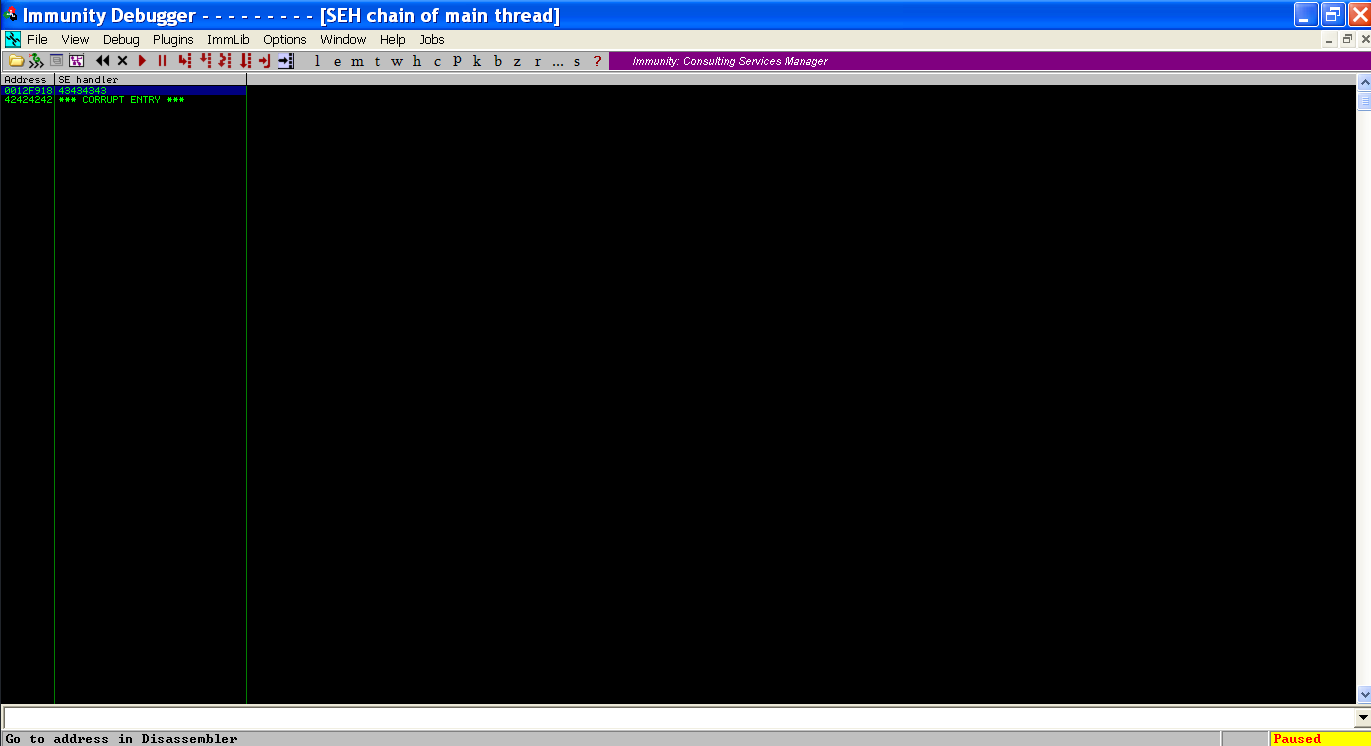 Immunity Debugger - - - - - - - - - [SEH chain of main thread]
File View Debug Plugins ImmLib Options Window Help Jobs
l e m t w h c p k b z r ... s ? Immunity: Consulting Services Manager
Address SE handler
0012F918 43434343
42424242 *** CORRUPT ENTRY ***
Go to address in Disassembler Paused